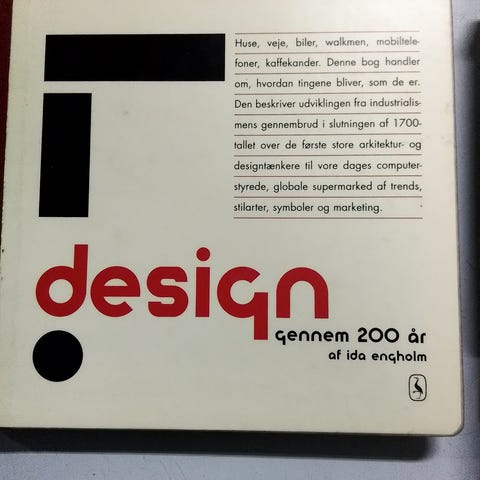 Huse, veje, biler, walkmen, mobiltele-
foner, kaffekander. Denne bog handler
om, hvordan tingene bliver, som de er.
Den beskriver udviklingen fra industrialis-
mens gennembrud i slutningen af 1700-
tallet over de første store arkitektur- og
designtænkere til vore dages computer-
styrede, globale supermarked af trends,
stilarter, symboler og marketing.
design
gennem 200 år
af ida engholm